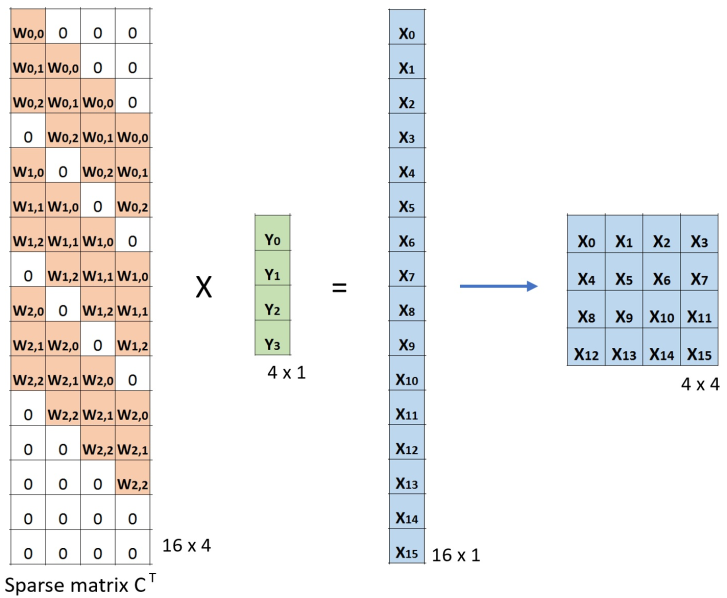 W0,0 0 0 0
W0,1 W0,0 0 0
W0,2 W0,1 W0,0 0
0 W0,2 W0,1 W0,0
W1,0 0 W0,2 W0,1
W1,1 W1,0 0 W0,2
W1,2 W1,1 W1,0 0
0 W1,2 W1,1 W1,0
W2,0 0 W1,2 W1,1
W2,1 W2,0 0 W1,2
W2,2 W2,1 W2,0 0
0 W2,2 W2,1 W2,0
0 0 W2,2 W2,1
0 0 0 W2,2
0 0 0 0
0 0 0 0
16 x 4
Sparse matrix C^T
X
Y0
Y1
Y2
Y3
4 x 1
=
X0
X1
X2
X3
X4
X5
X6
X7
X8
X9
X10
X11
X12
X13
X14
X15
16 x 1
X0 X1 X2 X3
X4 X5 X6 X7
X8 X9 X10 X11
X12 X13 X14 X15
4 x 4